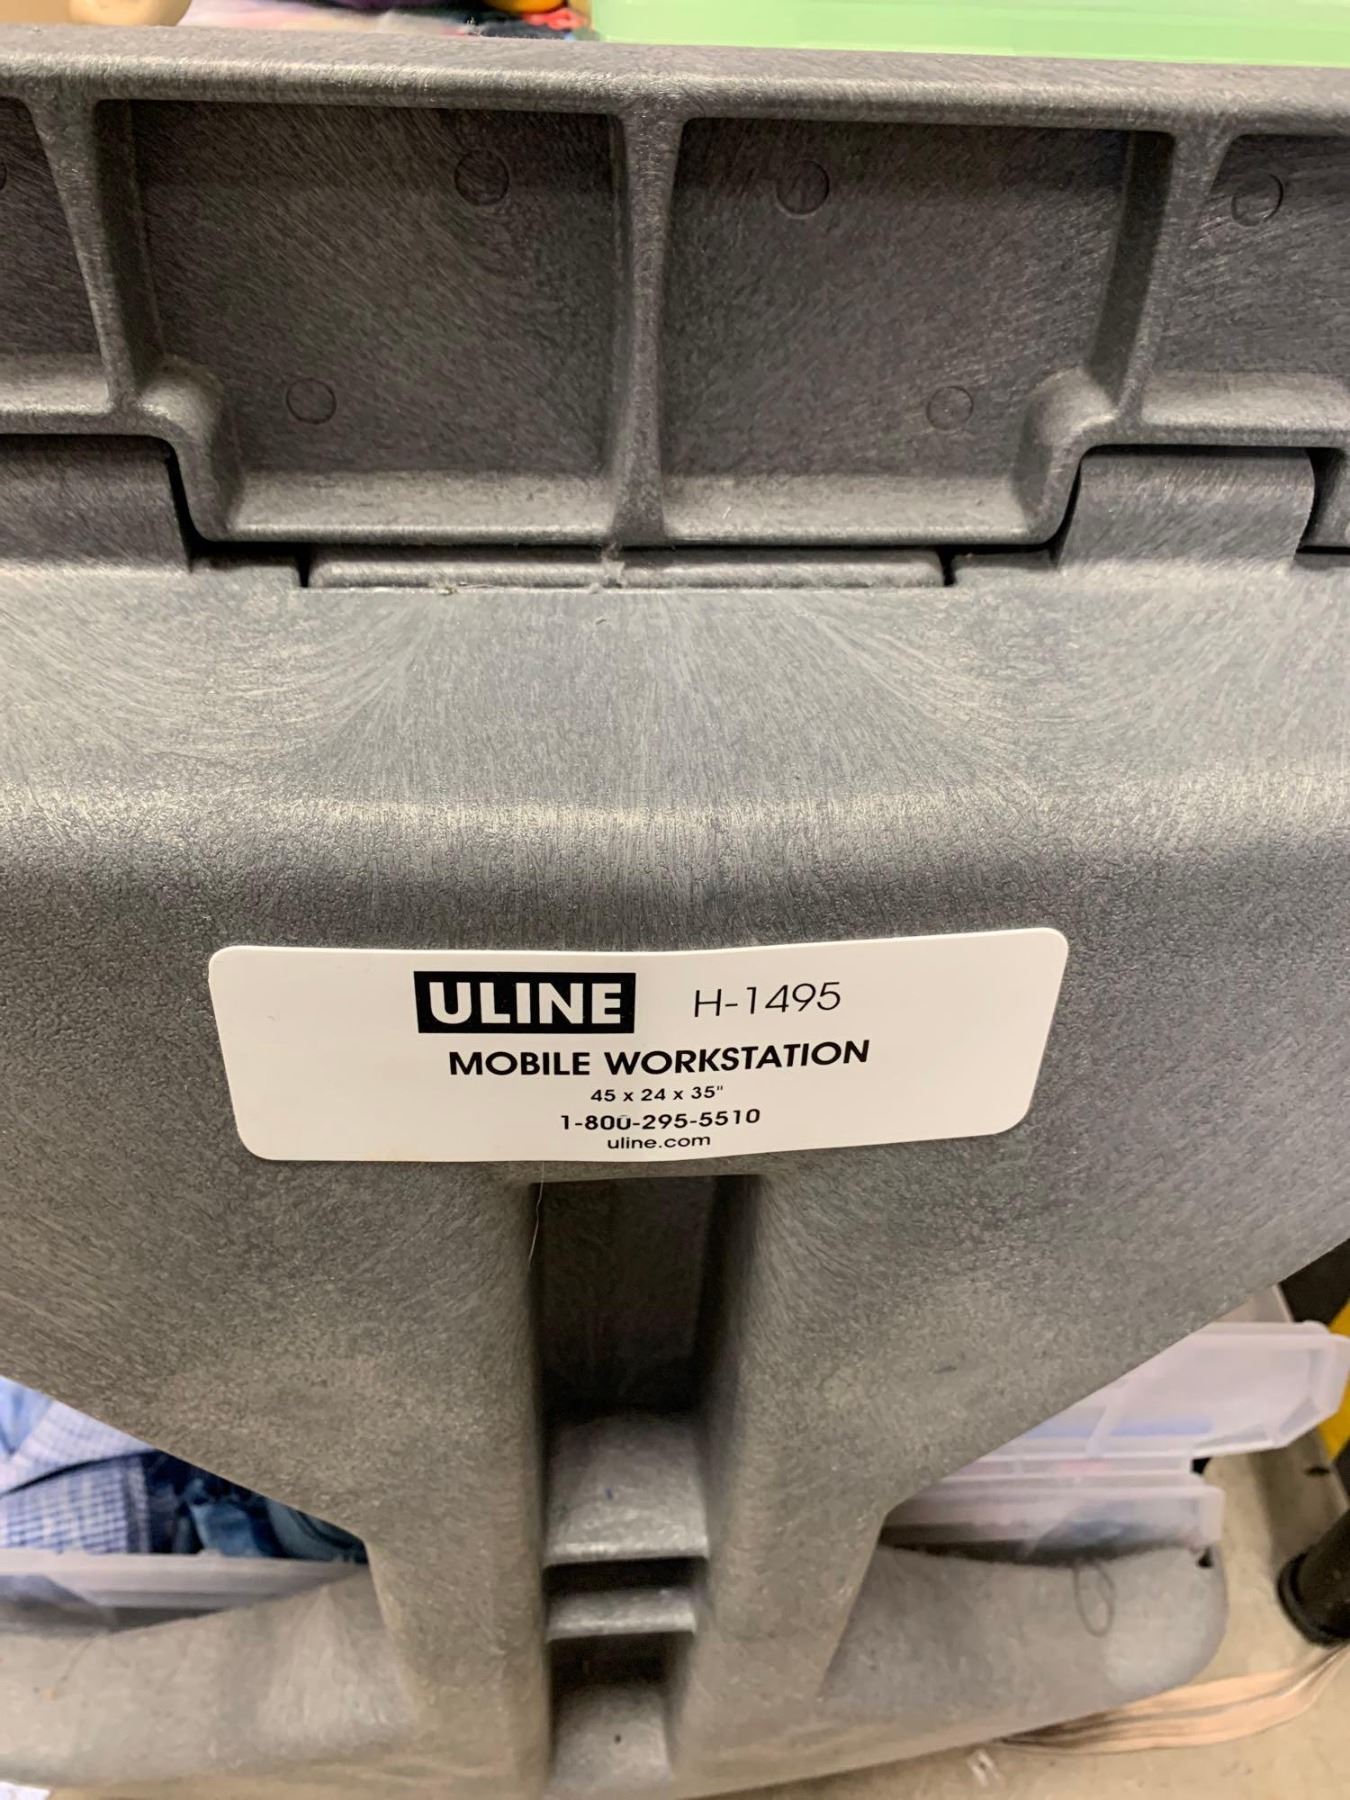 ULINE H-1495
MOBILE WORKSTATION
45 x 24 x 35"
1-800-295-5510
uline.com